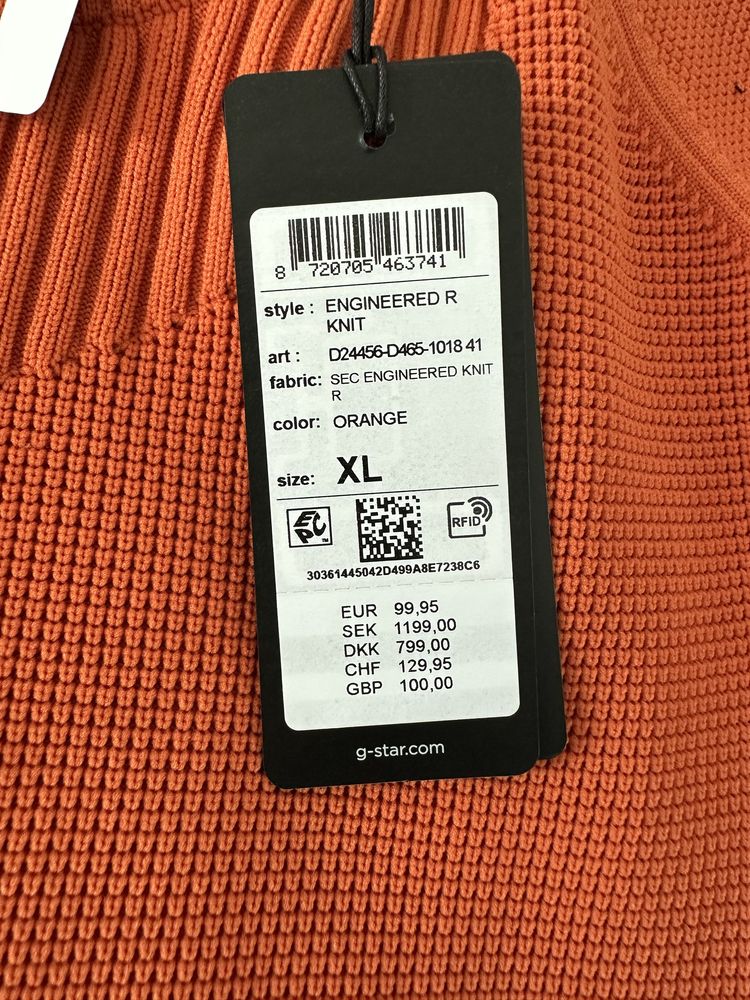 8 720705 463741
style : ENGINEERED R
KNIT
art : D24456-D465-1018 41
fabric: SEC ENGINEERED KNIT
R
color: ORANGE
size: XL
EPC TM RFID
30361445042D499A8E7238C6
EUR 99,95
SEK 1199,00
DKK 799,00
CHF 129,95
GBP 100,00
g-star.com